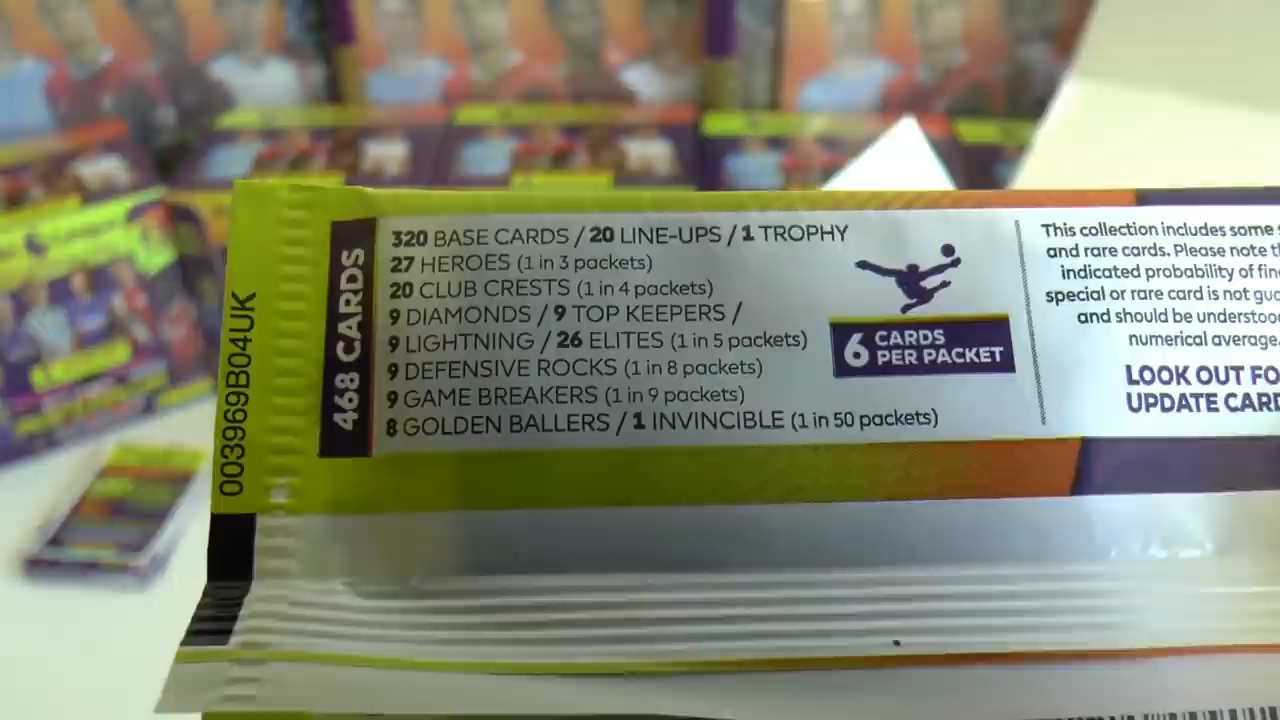 003969B04UK
468 CARDS
320 BASE CARDS / 20 LINE-UPS / 1 TROPHY
27 HEROES (1 in 3 packets)
20 CLUB CRESTS (1 in 4 packets)
9 DIAMONDS / 9 TOP KEEPERS /
9 LIGHTNING / 26 ELITES (1 in 5 packets)
9 DEFENSIVE ROCKS (1 in 8 packets)
9 GAME BREAKERS (1 in 9 packets)
8 GOLDEN BALLERS / 1 INVINCIBLE (1 in 50 packets)
6 CARDS
PER PACKET
This collection includes some
and rare cards. Please note
indicated probability of
special or rare card is not
and should be
numerical average.
LOOK OUT
UPDATE